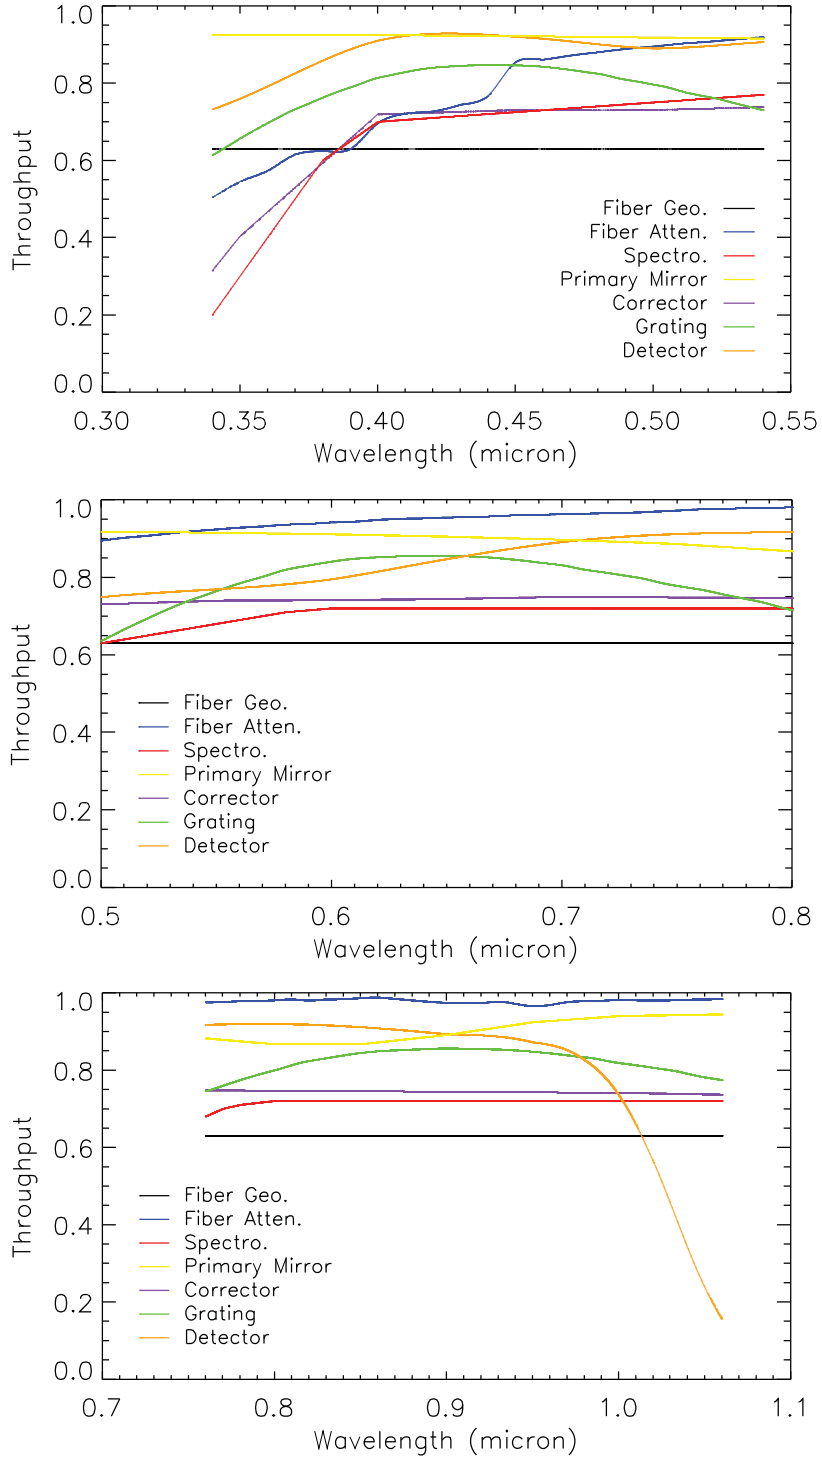 1.0
0.8
0.6
0.4
0.2
0.0
Throughput
Fiber Geo.
Fiber Atten.
Spectro.
Primary Mirror
Corrector
Grating
Detector
0.30 0.35 0.40 0.45 0.50 0.55
Wavelength (micron)
1.0
0.8
0.6
0.4
0.2
0.0
Throughput
Fiber Geo.
Fiber Atten.
Spectro.
Primary Mirror
Corrector
Grating
Detector
0.5 0.6 0.7 0.8
Wavelength (micron)
1.0
0.8
0.6
0.4
0.2
0.0
Throughput
Fiber Geo.
Fiber Atten.
Spectro.
Primary Mirror
Corrector
Grating
Detector
0.7 0.8 0.9 1.0 1.1
Wavelength (micron)